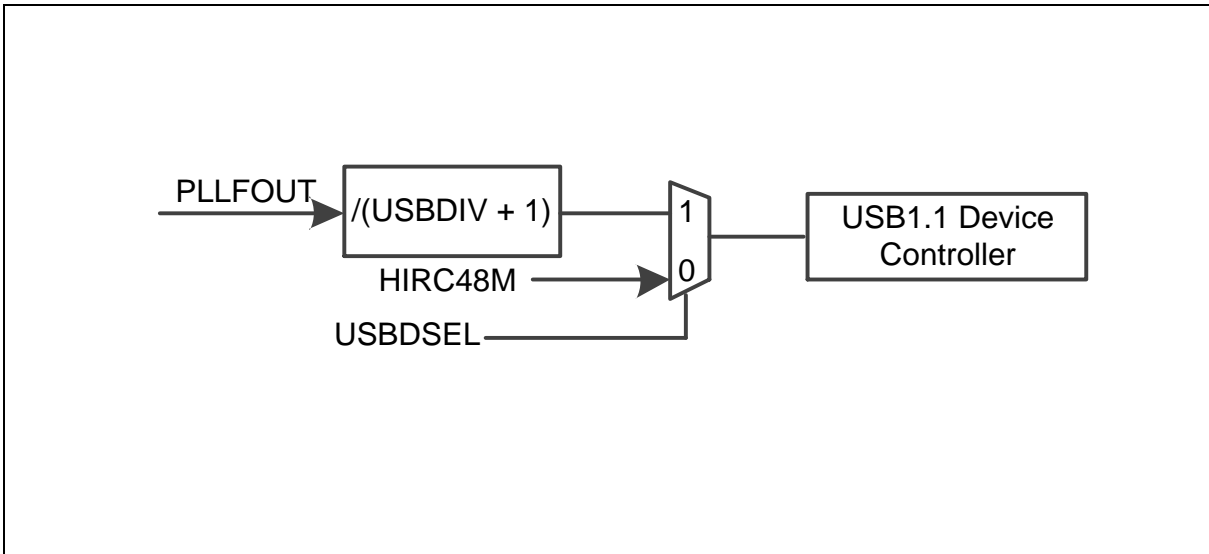 PLLFOUT
/(USBDIV + 1)
1
USB1.1 Device
Controller
HIRC48M
0
USBDSEL